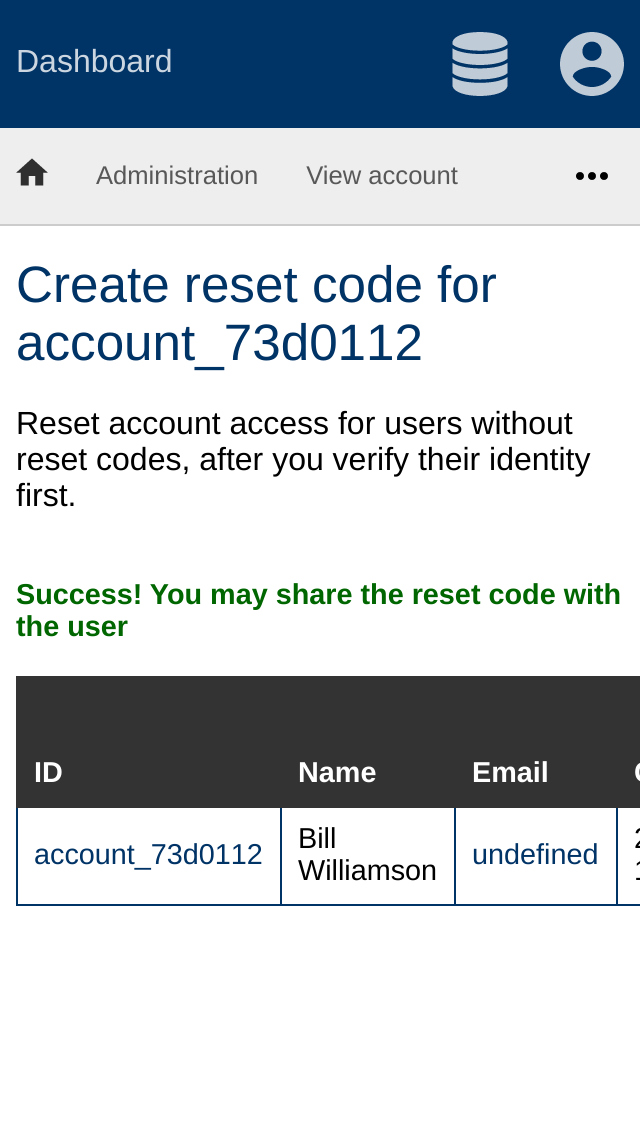 Dashboard
Administration
View account
Create reset code for
account_73d0112
Reset account access for users without
reset codes, after you verify their identity
first.
Success! You may share the reset code with
the user
ID
Name
Email
account_73d0112
Bill
Williamson
undefined